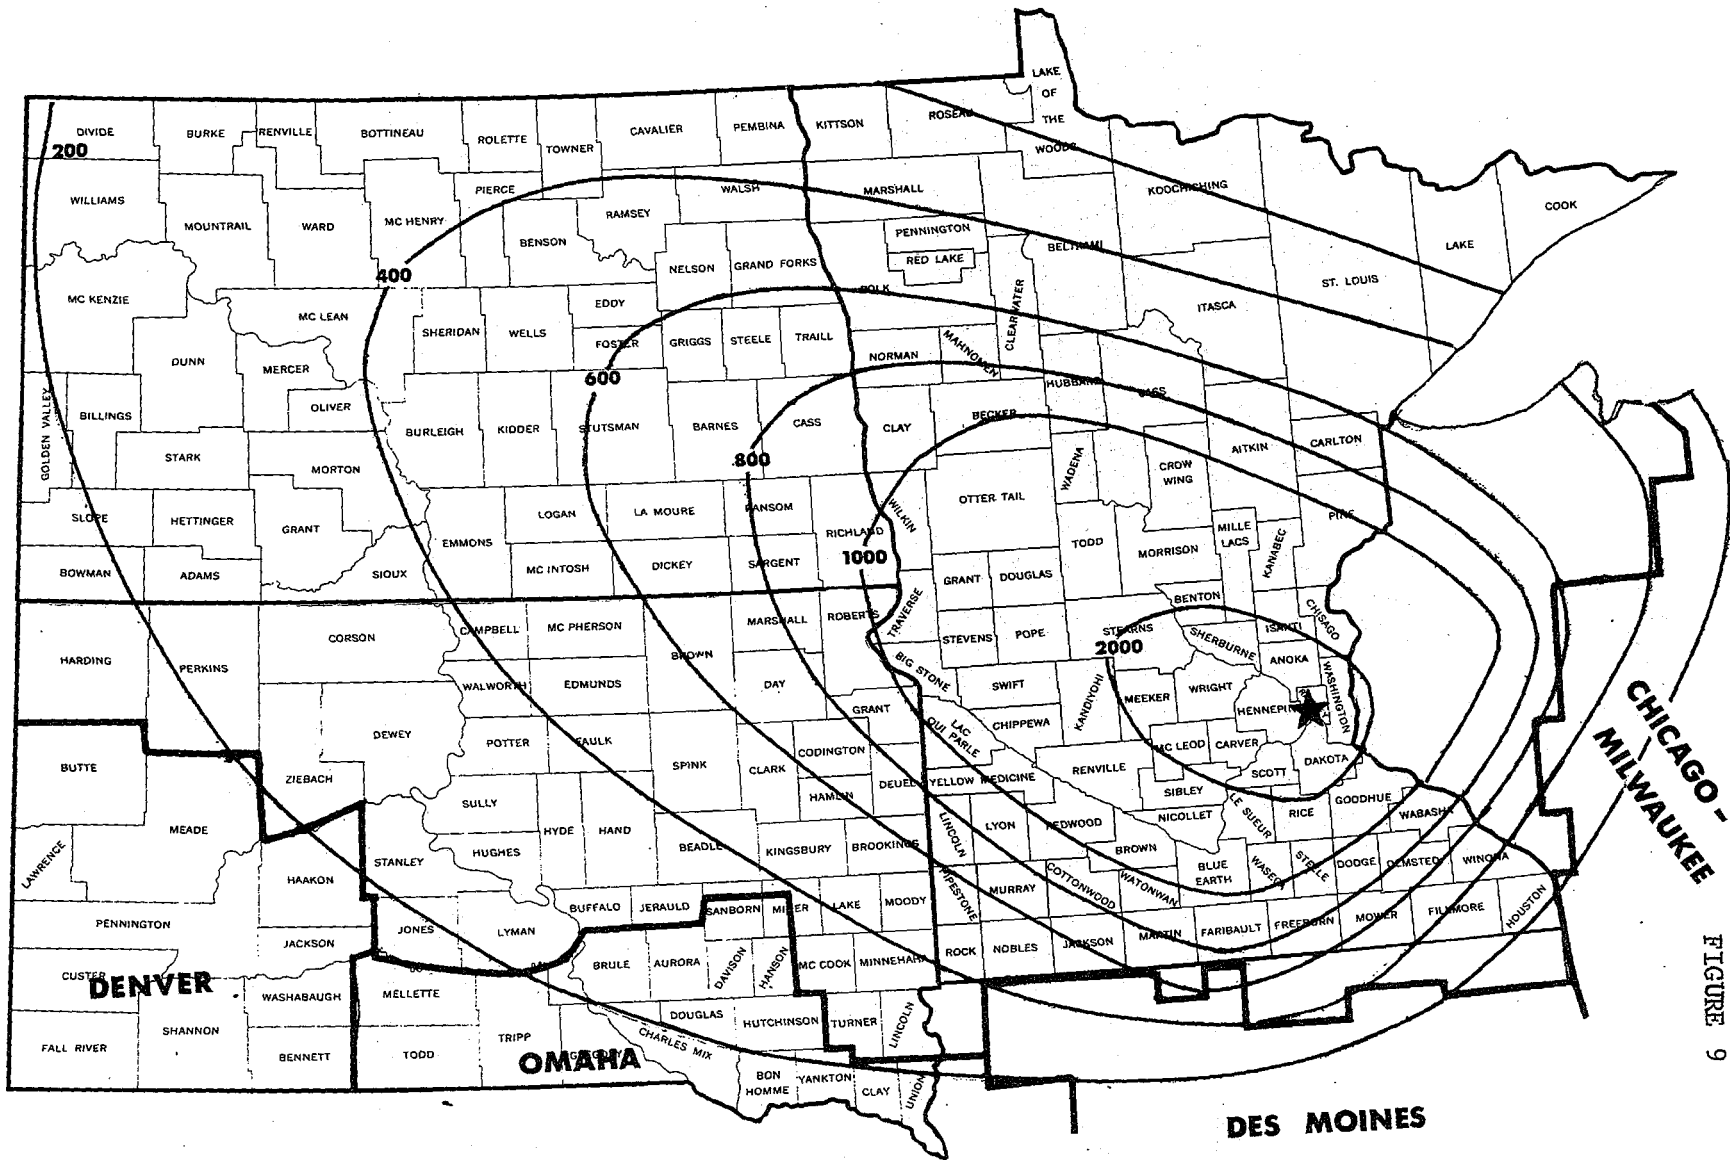 LAKE
OF
THE
WOODS
DIVIDE
BURKE
RENVILLE
BOTTINEAU
ROLETTE
TOWNER
CAVALIER
PEMBINA
KITTSON
ROSEAU
200
WILLIAMS
MOUNTRAIL
WARD
MC HENRY
PIERCE
BENSON
RAMSEY
WALSH
MARSHALL
KOOCHICHING
COOK
LAKE
ST. LOUIS
ITASCA
BELTRAMI
PENNINGTON
RED LAKE
NELSON
GRAND FORKS
POLK
CLEARWATER
400
MC KENZIE
MC LEAN
SHERIDAN
WELLS
EDDY
FOSTER
GRIGGS
STEELE
TRAILL
NORMAN
MAHNOMEN
HUBBARD
CASS
DUNN
MERCER
OLIVER
600
GOLDEN VALLEY
BILLINGS
STARK
MORTON
BURLEIGH
KIDDER
STUTSMAN
BARNES
CASS
CLAY
BECKER
800
WADENA
CROW
WING
AITKIN
CARLTON
SLOPE
HETTINGER
GRANT
EMMONS
LOGAN
LA MOURE
RANSOM
RICHLAND
WILKIN
OTTER TAIL
TODD
MORRISON
MILLE
LACS
KANABEC
PINE
BOWMAN
ADAMS
SIOUX
MC INTOSH
DICKEY
SARGENT
1000
GRANT
DOUGLAS
BENTON
TRAVERSE
HARDING
PERKINS
CORSON
CAMPBELL
MC PHERSON
BROWN
MARSHALL
ROBERTS
STEVENS
POPE
STEARNS
2000
SHERBURNE
ISANTI
CHISAGO
ANOKA
WASHINGTON
WALWORTH
EDMUNDS
DAY
BIG STONE
SWIFT
KANDIYOHI
MEEKER
WRIGHT
HENNEPIN
DEWEY
POTTER
FAULK
GRANT
CODINGTON
LAC
QUI PARLE
CHIPPEWA
MC LEOD
CARVER
SCOTT
DAKOTA
BUTTE
ZIEBACH
SPINK
CLARK
HAMLIN
DEUEL
YELLOW MEDICINE
RENVILLE
SIBLEY
NICOLLET
LE SUEUR
RICE
GOODHUE
WABASHA
MEADE
SULLY
HYDE
HAND
LAWRENCE
HAAKON
STANLEY
HUGHES
BEADLE
KINGSBURY
BROOKINGS
LINCOLN
LYON
REDWOOD
BROWN
BLUE
EARTH
WASECA
STEELE
DODGE
OLMSTED
WINONA
PENNINGTON
JACKSON
JONES
LYMAN
BUFFALO
JERAULD
SANBORN
MINER
LAKE
MOODY
PIPESTONE
MURRAY
COTTONWOOD
WATONWAN
ROCK
NOBLES
JACKSON
MARTIN
FARIBAULT
FREEBORN
MOWER
FILLMORE
HOUSTON
CUSTER
DENVER
WASHABAUGH
MELLETTE
BRULE
AURORA
DAVISON
HANSON
MC COOK
MINNEHAHA
FALL RIVER
SHANNON
BENNETT
TODD
TRIPP
OMAHA
CHARLES MIX
DOUGLAS
HUTCHINSON
TURNER
LINCOLN
BON
HOMME
YANKTON
CLAY
UNION
DES MOINES
CHICAGO -
MILWAUKEE
FIGURE 9